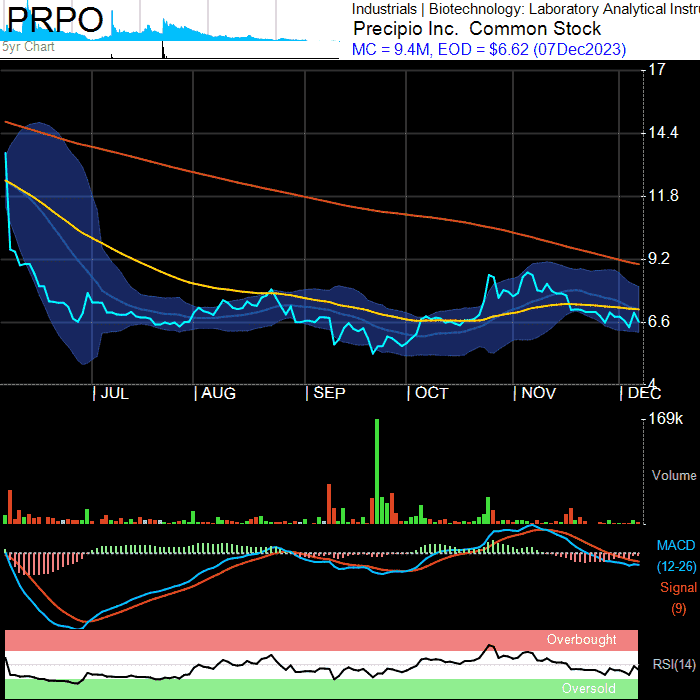 PRPO
5yr Chart
Industrials | Biotechnology: Laboratory Analytical Instru
Precipio Inc. Common Stock
MC = 9.4M, EOD = $6.62 (07Dec2023)
17
14.4
11.8
9.2
6.6
4
| JUL | AUG | SEP | OCT | NOV | DEC
169k
Volume
MACD
(12-26)
Signal
(9)
Overbought
RSI(14)
Oversold